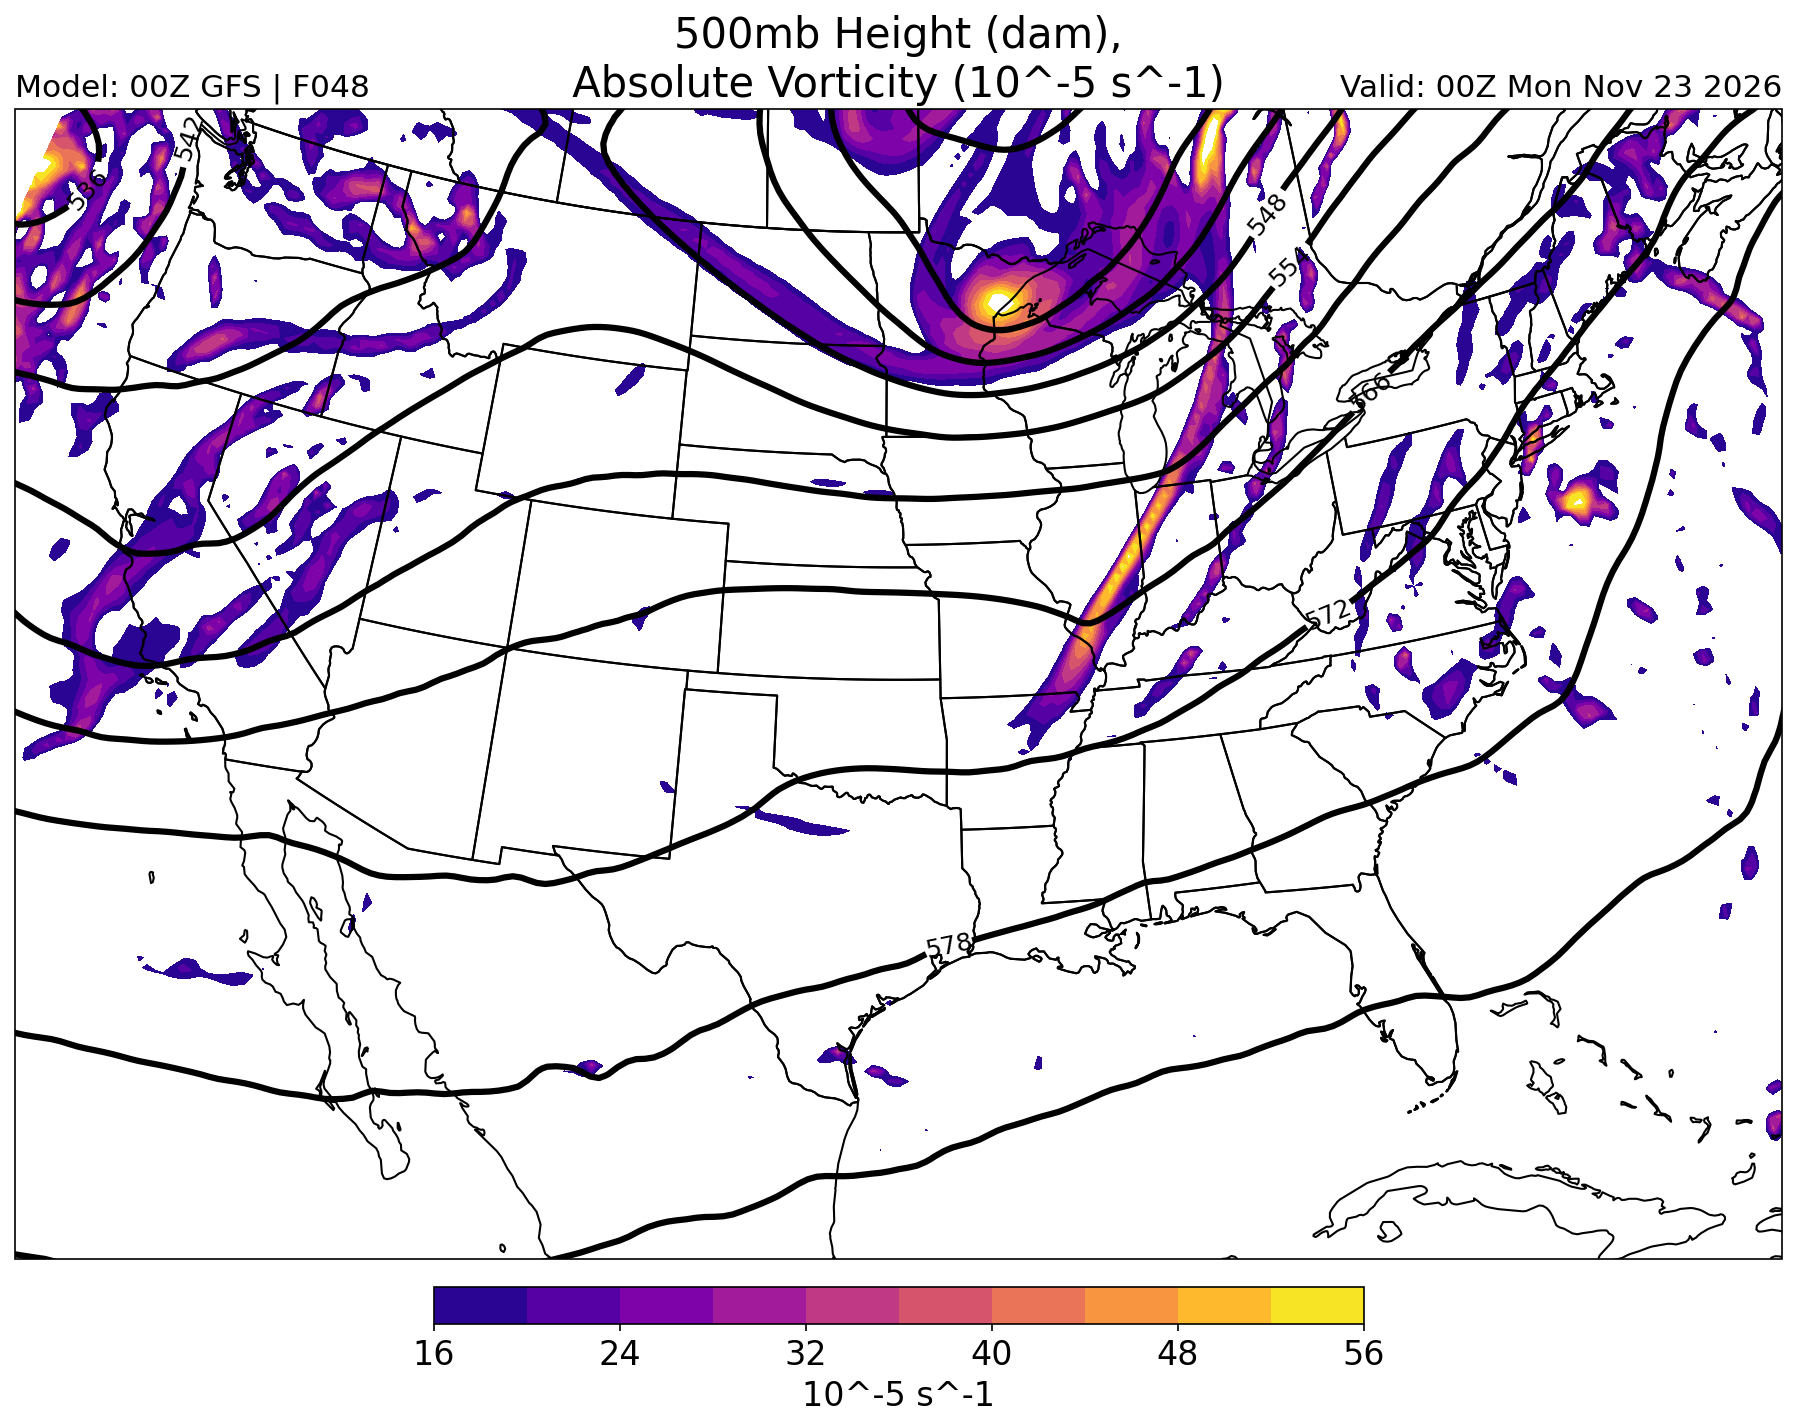 500mb Height (dam),
Absolute Vorticity (10^-5 s^-1)
Model: 00Z GFS | F048
Valid: 00Z Mon Nov 23 2026
542
536
548
554
566
572
578
16 24 32 40 48 56
10^-5 s^-1